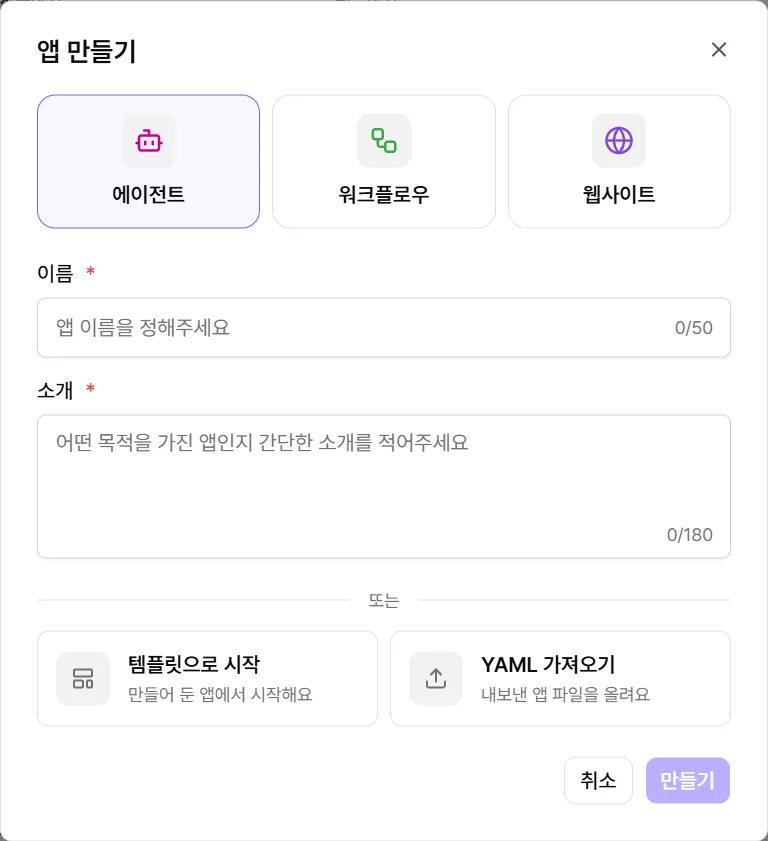 앱 만들기
에이전트
워크플로우
웹사이트
이름 *
앱 이름을 정해주세요
0/50
소개 *
어떤 목적을 가진 앱인지 간단한 소개를 적어주세요
0/180
또는
템플릿으로 시작
만들어 둔 앱에서 시작해요
YAML 가져오기
내보낸 앱 파일을 올려요
취소
만들기